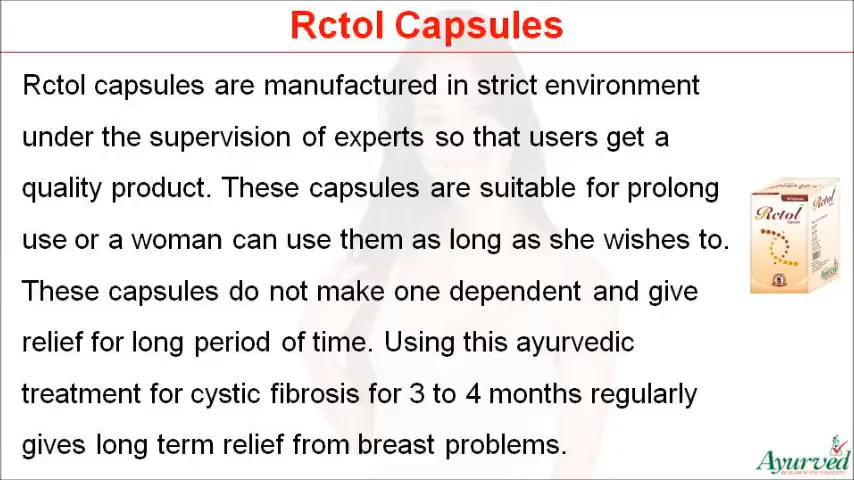 Rctol Capsules
Rctol capsules are manufactured in strict environment
under the supervision of experts so that users get a
quality product. These capsules are suitable for prolong
use or a woman can use them as long as she wishes to.
These capsules do not make one dependent and give
relief for long period of time. Using this ayurvedic
treatment for cystic fibrosis for 3 to 4 months regularly
gives long term relief from breast problems.
Rctol
Rctol
Ayurved
RESEARCH FOUNDATION